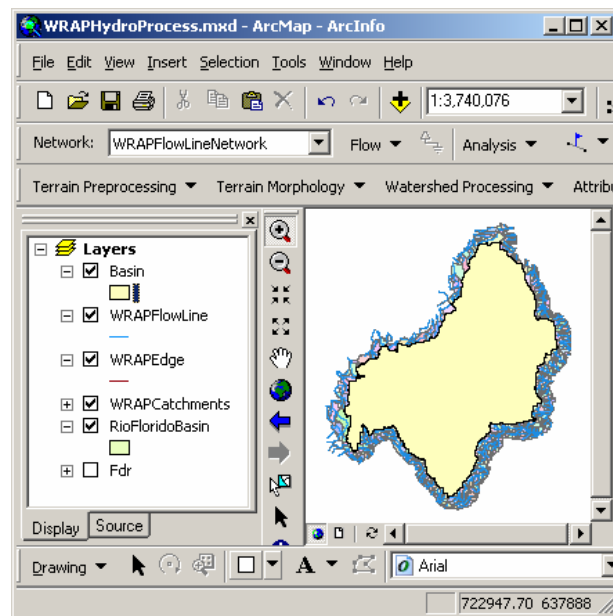 WRAPHydroProcess.mxd - ArcMap - ArcInfo
File Edit View Insert Selection Tools Window Help
1:3,740,076
Network: WRAPFlowLineNetwork Flow Analysis
Terrain Preprocessing Terrain Morphology Watershed Processing Attribu
Layers
Basin
WRAPFlowLine
WRAPEdge
WRAPCatchments
RioFloridoBasin
Fdr
Display Source
Drawing A Arial
722947.70 637888